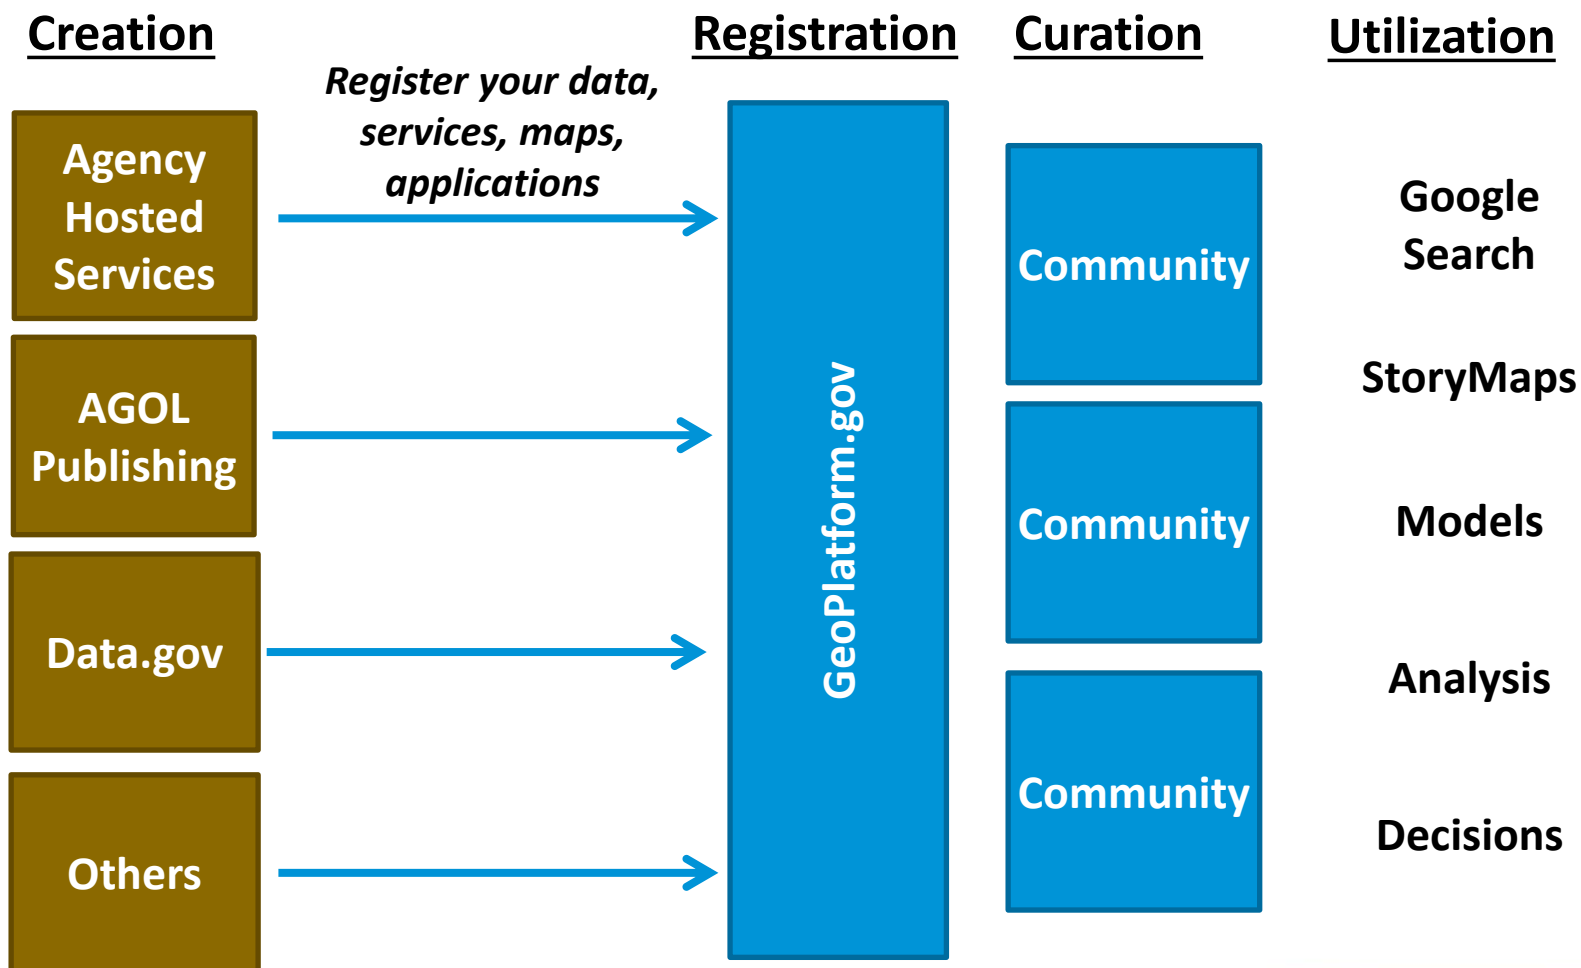 Creation
Registration
Curation
Utilization
Register your data,
services, maps,
applications
Agency
Hosted
Services
AGOL
Publishing
Data.gov
Others
GeoPlatform.gov
Community
Community
Community
Google
Search
StoryMaps
Models
Analysis
Decisions